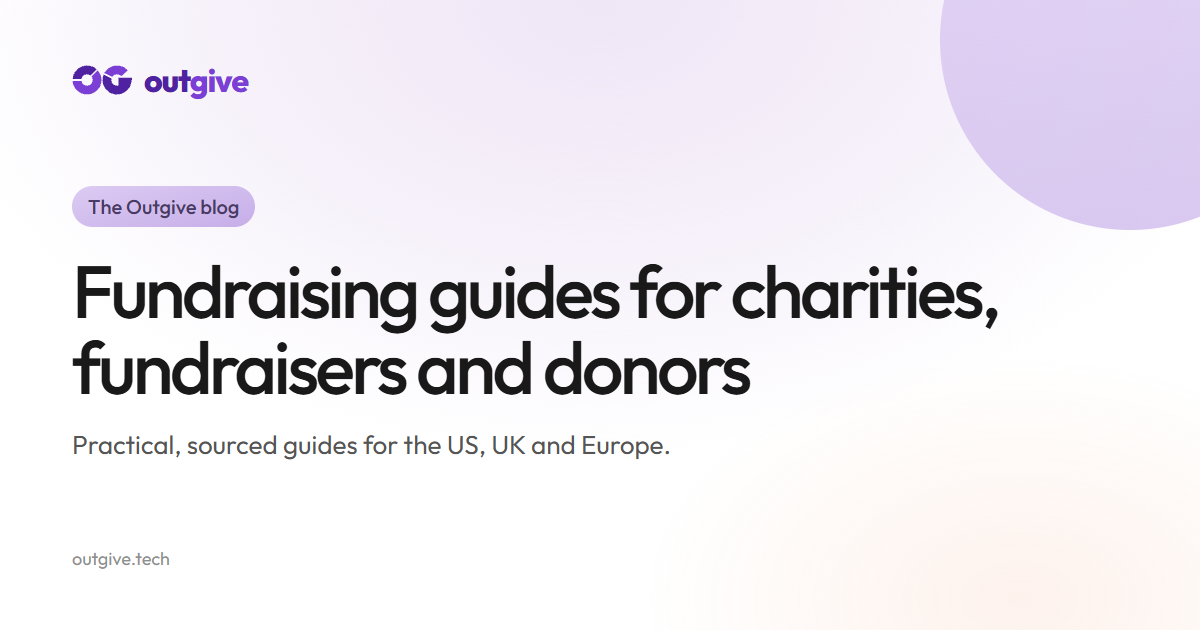 OG outgive
The Outgive blog
Fundraising guides for charities,
fundraisers and donors
Practical, sourced guides for the US, UK and Europe.
outgive.tech